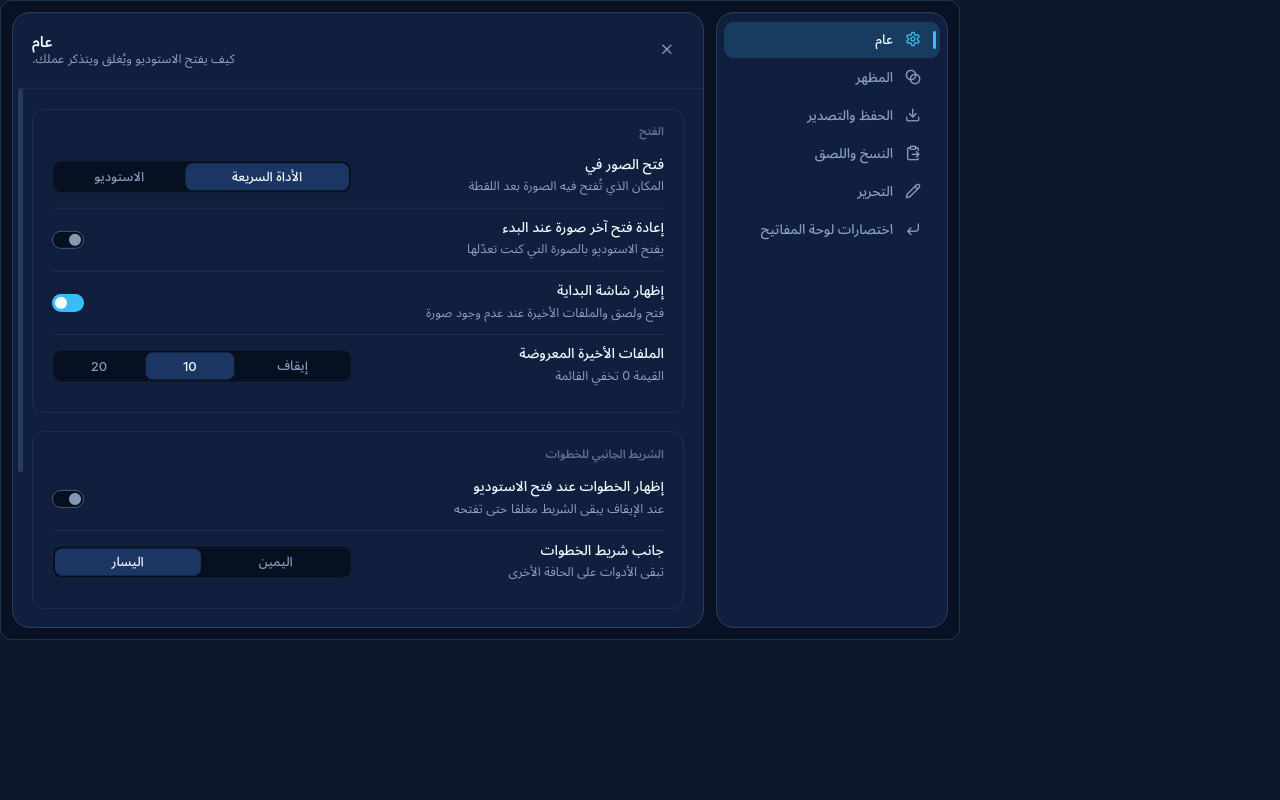 عام
المظهر
الحفظ والتصدير
النسخ واللصق
التحرير
اختصارات لوحة المفاتيح
عام
كيف يفتح الاستوديو ويُغلق ويتذكر عملك.
الفتح
فتح الصور في
المكان الذي تُفتح فيه الصورة بعد اللقطة
الأداة السريعة
الاستوديو
إعادة فتح آخر صورة عند البدء
يفتح الاستوديو بالصورة التي كنت تعدّلها
إظهار شاشة البداية
فتح ولصق والملفات الأخيرة عند عدم وجود صورة
الملفات الأخيرة المعروضة
القيمة 0 تخفي القائمة
إيقاف
10
20
الشريط الجانبي للخطوات
إظهار الخطوات عند فتح الاستوديو
عند الإيقاف يبقى الشريط مغلقا حتى تفتحه
جانب شريط الخطوات
تبقى الأدوات على الحافة الأخرى
اليمين
اليسار